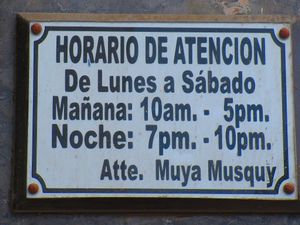 HORARIO DE ATENCION
De Lunes a Sábado
Mañana: 10am. - 5pm.
Noche: 7pm. - 10pm.
Atte. Muya Musquy